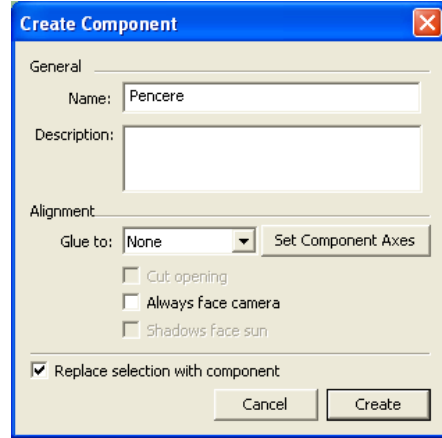 Create Component
General
Name: Pencere
Description:
Alignment
Glue to: None Set Component Axes
Cut opening
Always face camera
Shadows face sun
Replace selection with component
Cancel Create